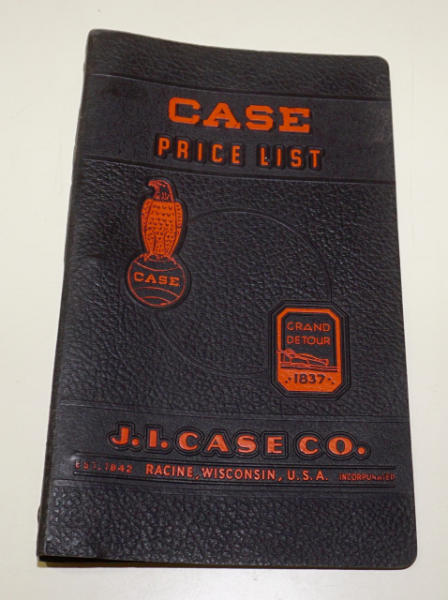 CASE
PRICE LIST
CASE
GRAND
DETOUR
1837
J.I. CASE CO.
EST. 1842 RACINE, WISCONSIN, U.S.A. INCORPORATED